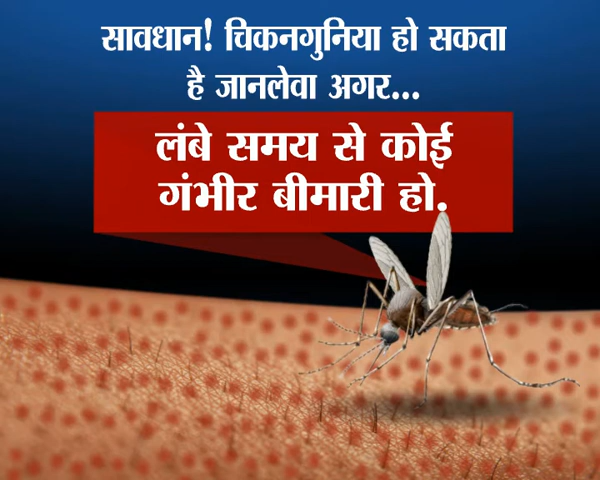 सावधान! चिकनगुनिया हो सकता
है जानलेवा अगर...
लंबे समय से कोई
गंभीर बीमारी हो.